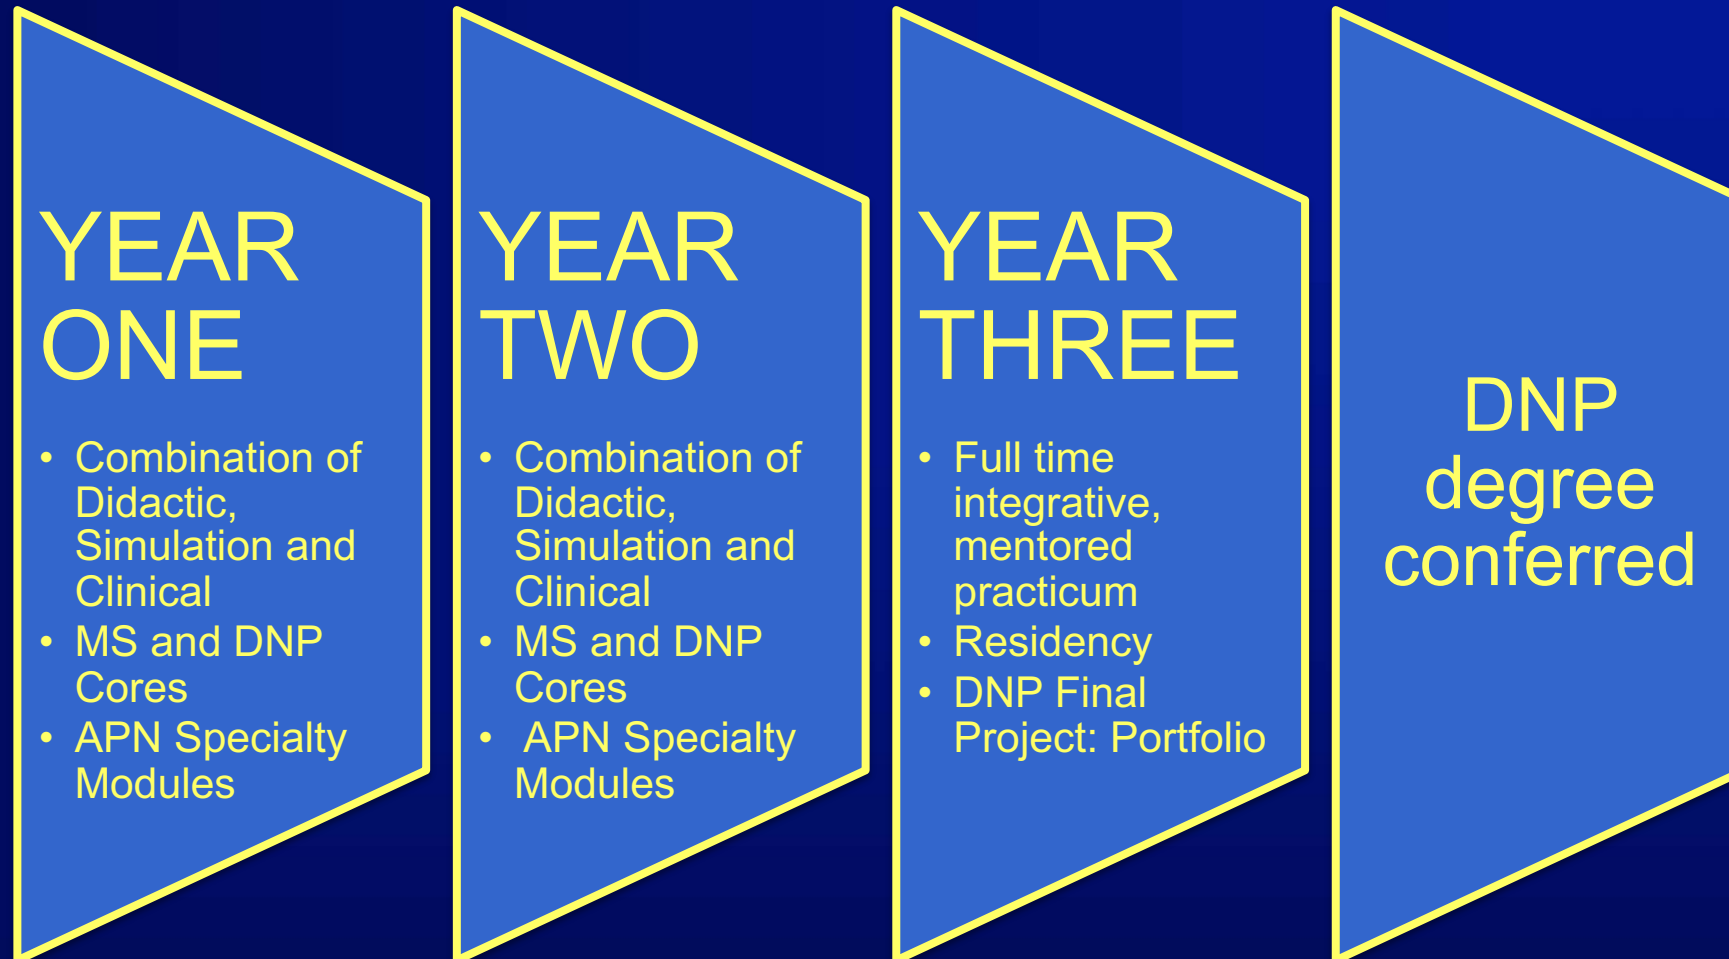 YEAR
ONE
• Combination of
Didactic,
Simulation and
Clinical
• MS and DNP
Cores
• APN Specialty
Modules
YEAR
TWO
• Combination of
Didactic,
Simulation and
Clinical
• MS and DNP
Cores
• APN Specialty
Modules
YEAR
THREE
• Full time
integrative,
mentored
practicum
• Residency
• DNP Final
Project: Portfolio
DNP
degree
conferred